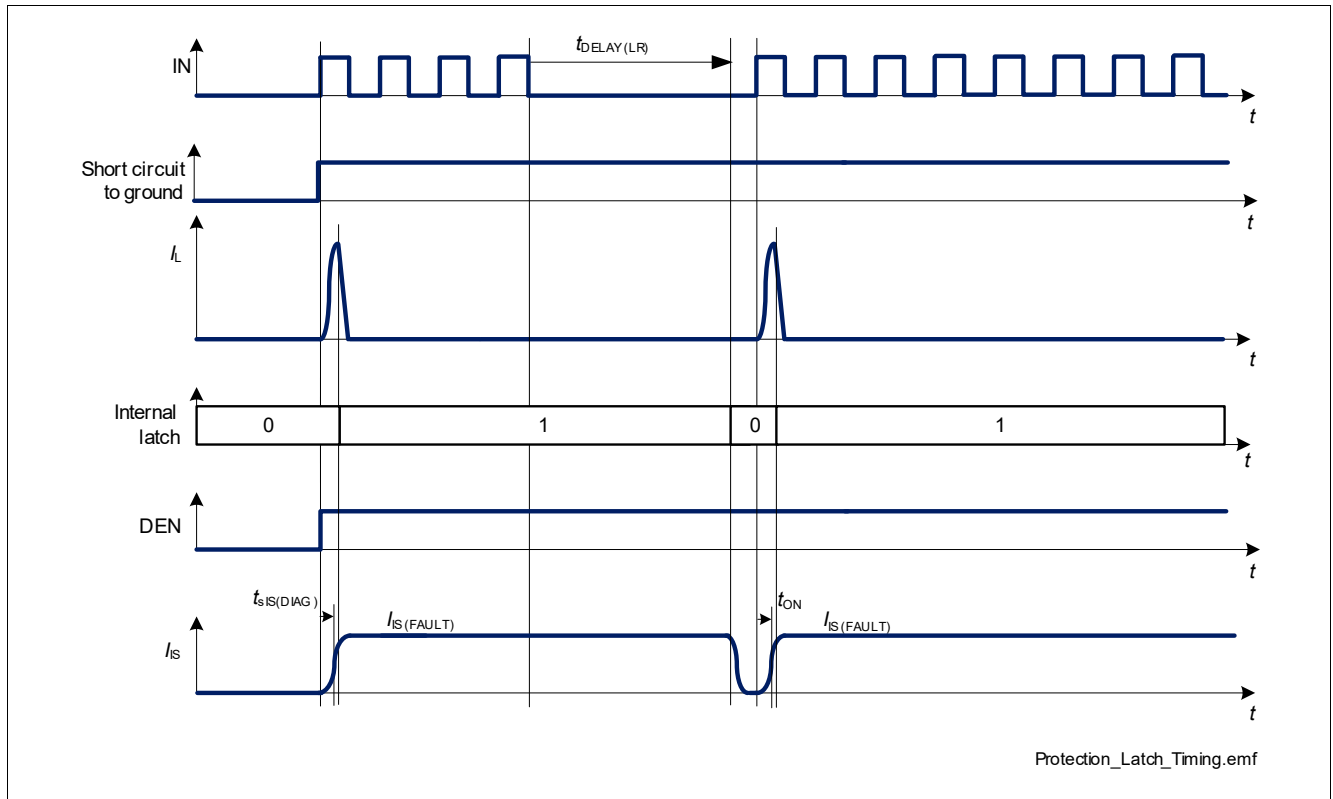 IN
tDELAY(LR)
t
Short circuit
to ground
t
IL
t
Internal
latch
0
1
0
1
t
DEN
t
tsIS(DIAG)
IIS(FAULT)
tON
IIS(FAULT)
IIS
t
Protection_Latch_Timing.emf